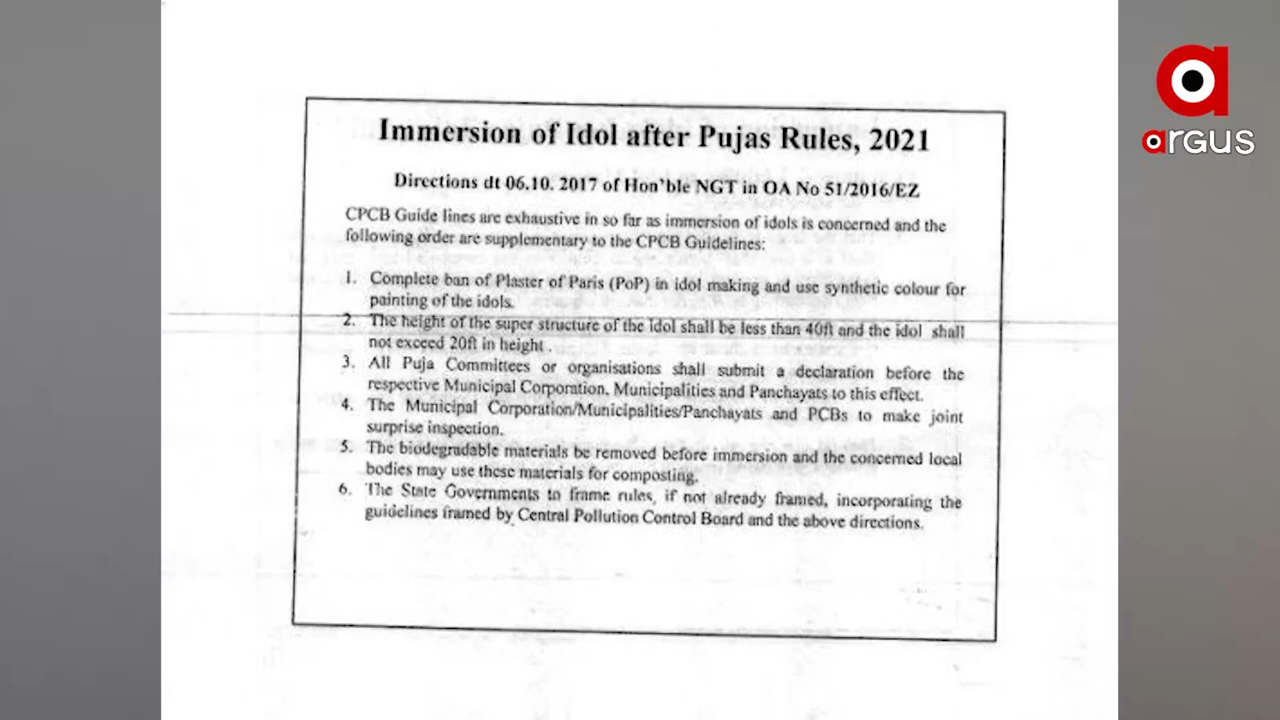 a
argus
Immersion of Idol after Pujas Rules, 2021
Directions dt 06.10. 2017 of Hon'ble NGT in OA No 51/2016/EZ
CPCB Guide lines are exhaustive in so far as immersion of idols is concerned and the
following order are supplementary to the CPCB Guidelines:
1. Complete ban of Plaster of Paris (PoP) in idol making and use synthetic colour for
painting of the idols.
2. The height of the super structure of the Idol shall be less than 40ft and the idol shall
not exceed 20ft in height .
3. All Puja Committees or organisations shall submit a declaration before the
respective Municipal Corporation, Municipalities and Panchayats to this effect.
4. The Municipal Corporation/Municipalities/Panchayats and PCBs to make joint
surprise inspection.
5. The biodegradable materials be removed before immersion and the concerned local
bodies may use these materials for composting.
6. The State Governments to frame rules, if not already framed, incorporating the
guidelines framed by Central Pollution Control Board and the above directions.